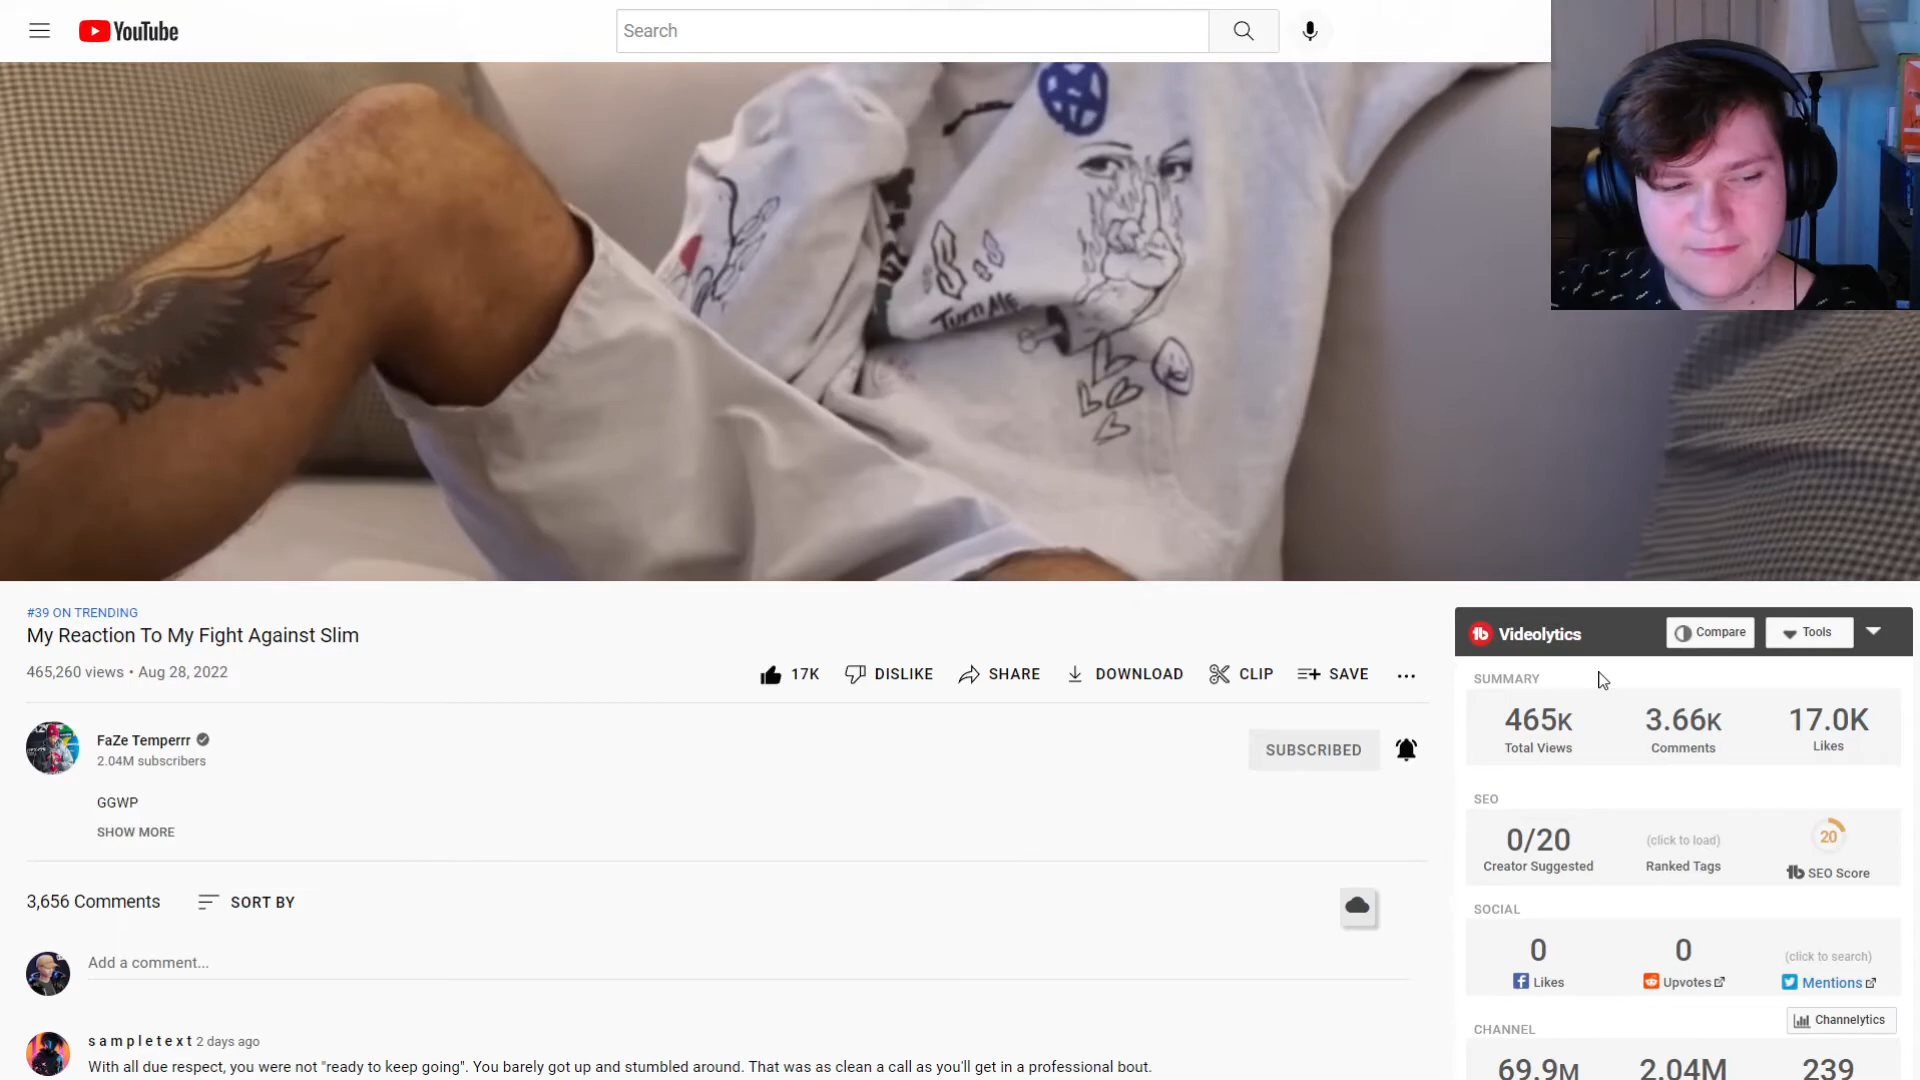 YouTube
Search
Turn Me
#39 ON TRENDING
My Reaction To My Fight Against Slim
465,260 views • Aug 28, 2022
17K DISLIKE SHARE DOWNLOAD CLIP SAVE ...
FaZe Temperrr
2.04M subscribers
SUBSCRIBED
GGWP
SHOW MORE
3,656 Comments SORT BY
Add a comment...
s a m p l e t e x t 2 days ago
With all due respect, you were not "ready to keep going". You barely got up and stumbled around. That was as clean a call as you'll get in a professional bout.
Videolytics Compare Tools
SUMMARY
465K 3.66K 17.0K
Total Views Comments Likes
SEO
0/20 (click to load) 20
Creator Suggested Ranked Tags SEO Score
SOCIAL
0 0 (click to search)
Likes Upvotes Mentions
CHANNEL Channelytics
69.9M 2.04M 239